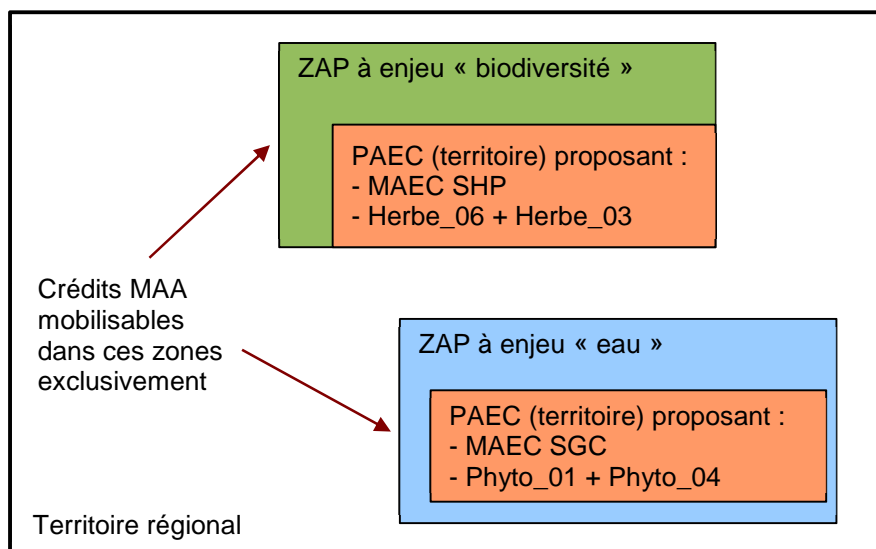 ZAP à enjeu « biodiversité »
PAEC (territoire) proposant :
- MAEC SHP
- Herbe_06 + Herbe_03
Crédits MAA
mobilisables
dans ces zones
exclusivement
ZAP à enjeu « eau »
PAEC (territoire) proposant :
- MAEC SGC
- Phyto_01 + Phyto_04
Territoire régional